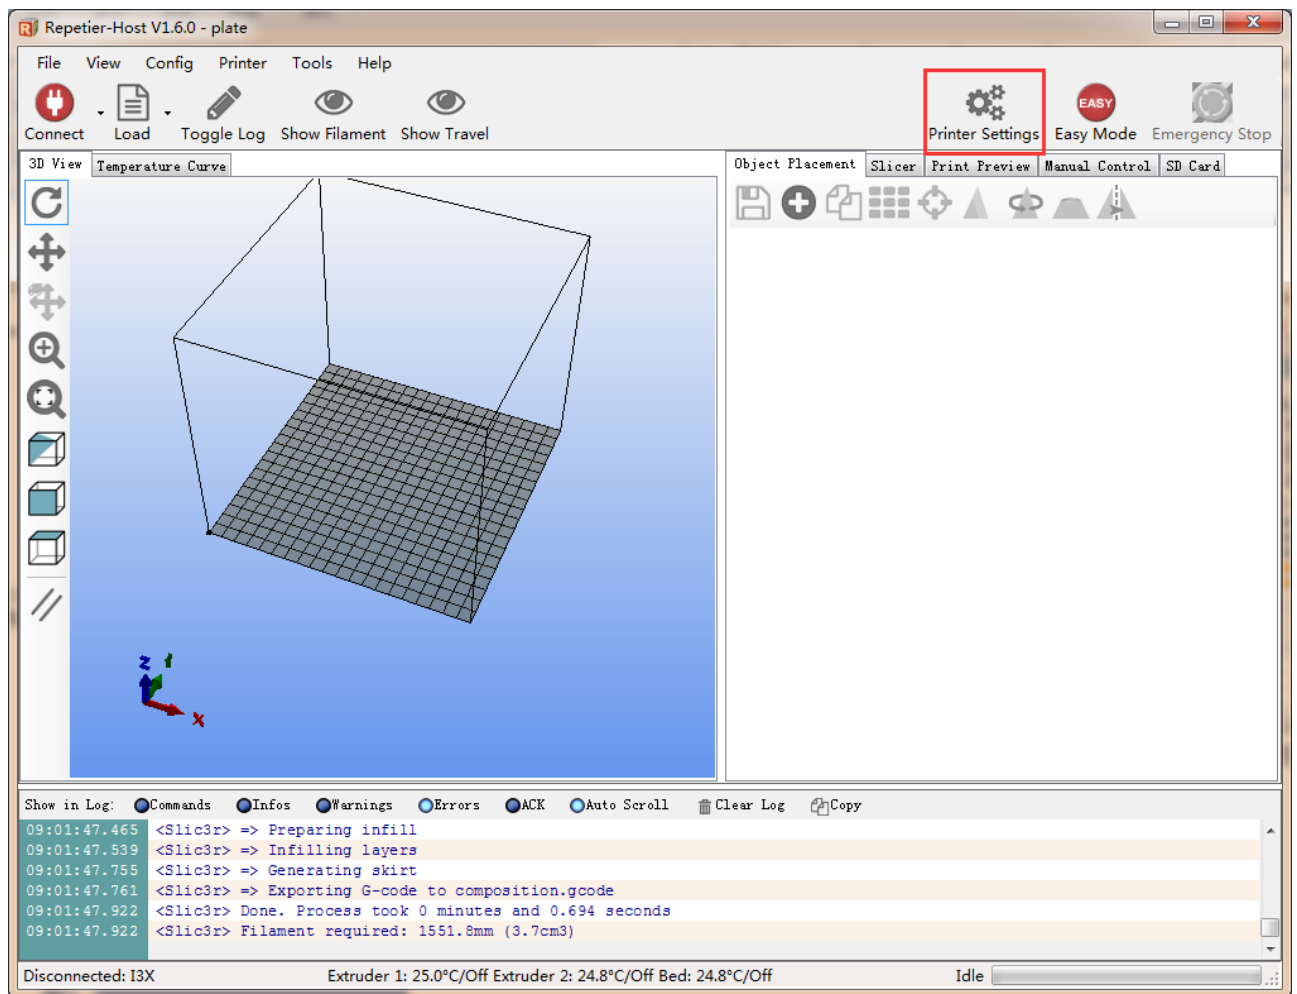 Repetier-Host V1.6.0 - plate
File View Config Printer Tools Help
EASY
Connect Load Toggle Log Show Filament Show Travel Printer Settings Easy Mode Emergency Stop
3D View Temperature Curve Object Placement Slicer Print Preview Manual Control SD Card
Z Y
X
Show in Log: Commands Infos Warnings Errors ACK Auto Scroll Clear Log Copy
09:01:47.465 <Slic3r> => Preparing infill
09:01:47.539 <Slic3r> => Infilling layers
09:01:47.755 <Slic3r> => Generating skirt
09:01:47.761 <Slic3r> => Exporting G-code to composition.gcode
09:01:47.922 <Slic3r> Done. Process took 0 minutes and 0.694 seconds
09:01:47.922 <Slic3r> Filament required: 1551.8mm (3.7cm3)
Disconnected: I3X Extruder 1: 25.0°C/Off Extruder 2: 24.8°C/Off Bed: 24.8°C/Off Idle